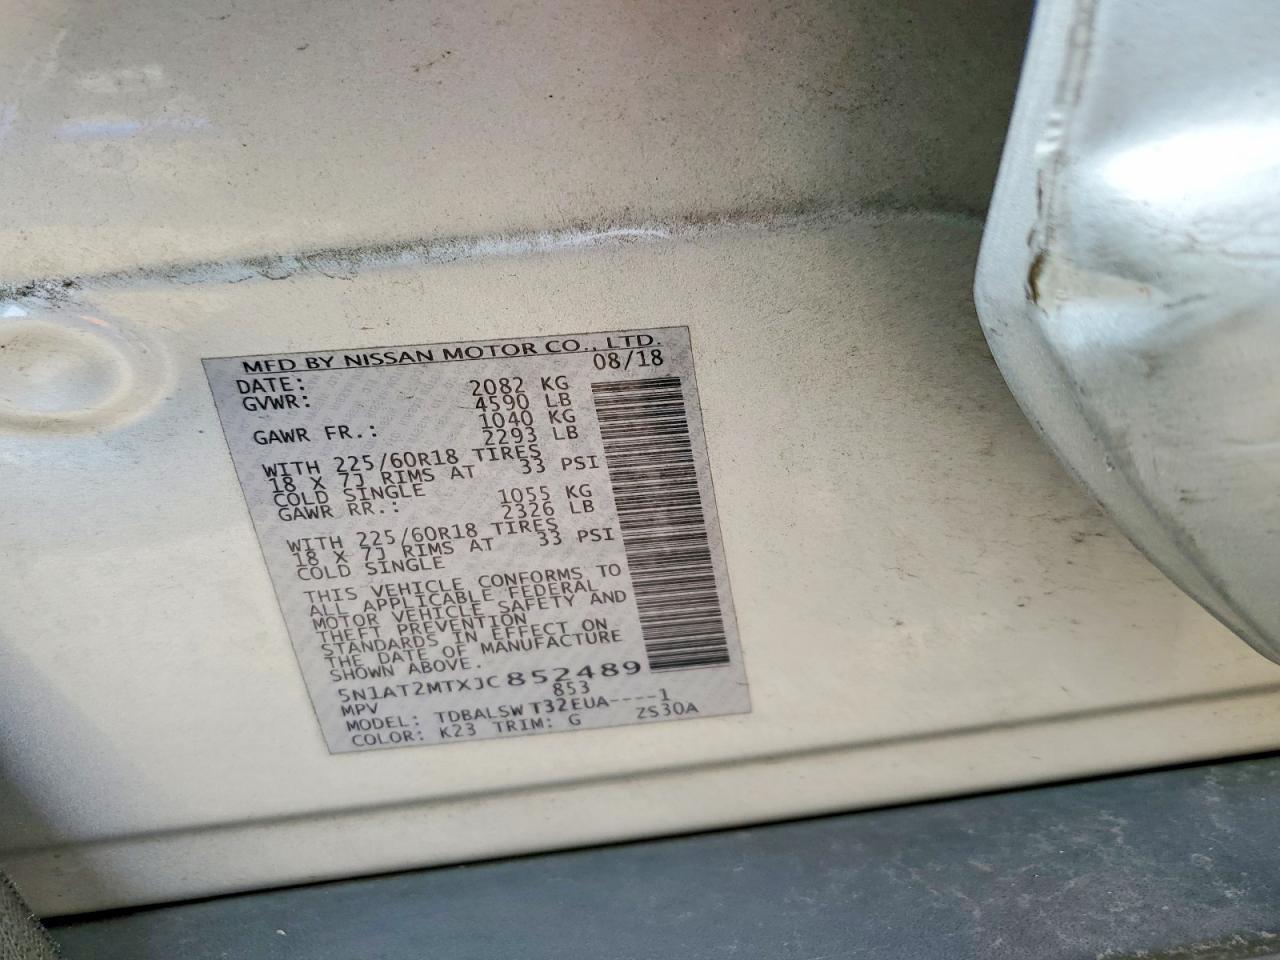 MFD BY NISSAN MOTOR CO., LTD.
DATE: 08/18
GVWR: 2082 KG
4590 LB
GAWR FR.: 1040 KG
2293 LB
WITH 225/60R18 TIRES
18 X 7J RIMS AT 33 PSI
COLD SINGLE
GAWR RR.: 1055 KG
2326 LB
WITH 225/60R18 TIRES
18 X 7J RIMS AT 33 PSI
COLD SINGLE
THIS VEHICLE CONFORMS TO
ALL APPLICABLE FEDERAL
MOTOR VEHICLE SAFETY AND
THEFT PREVENTION
STANDARDS IN EFFECT ON
THE DATE OF MANUFACTURE
SHOWN ABOVE.
5N1AT2MTXJC852489
MPV 853
MODEL: TDBALSWT32EUA----1
COLOR: K23 TRIM: G ZS30A